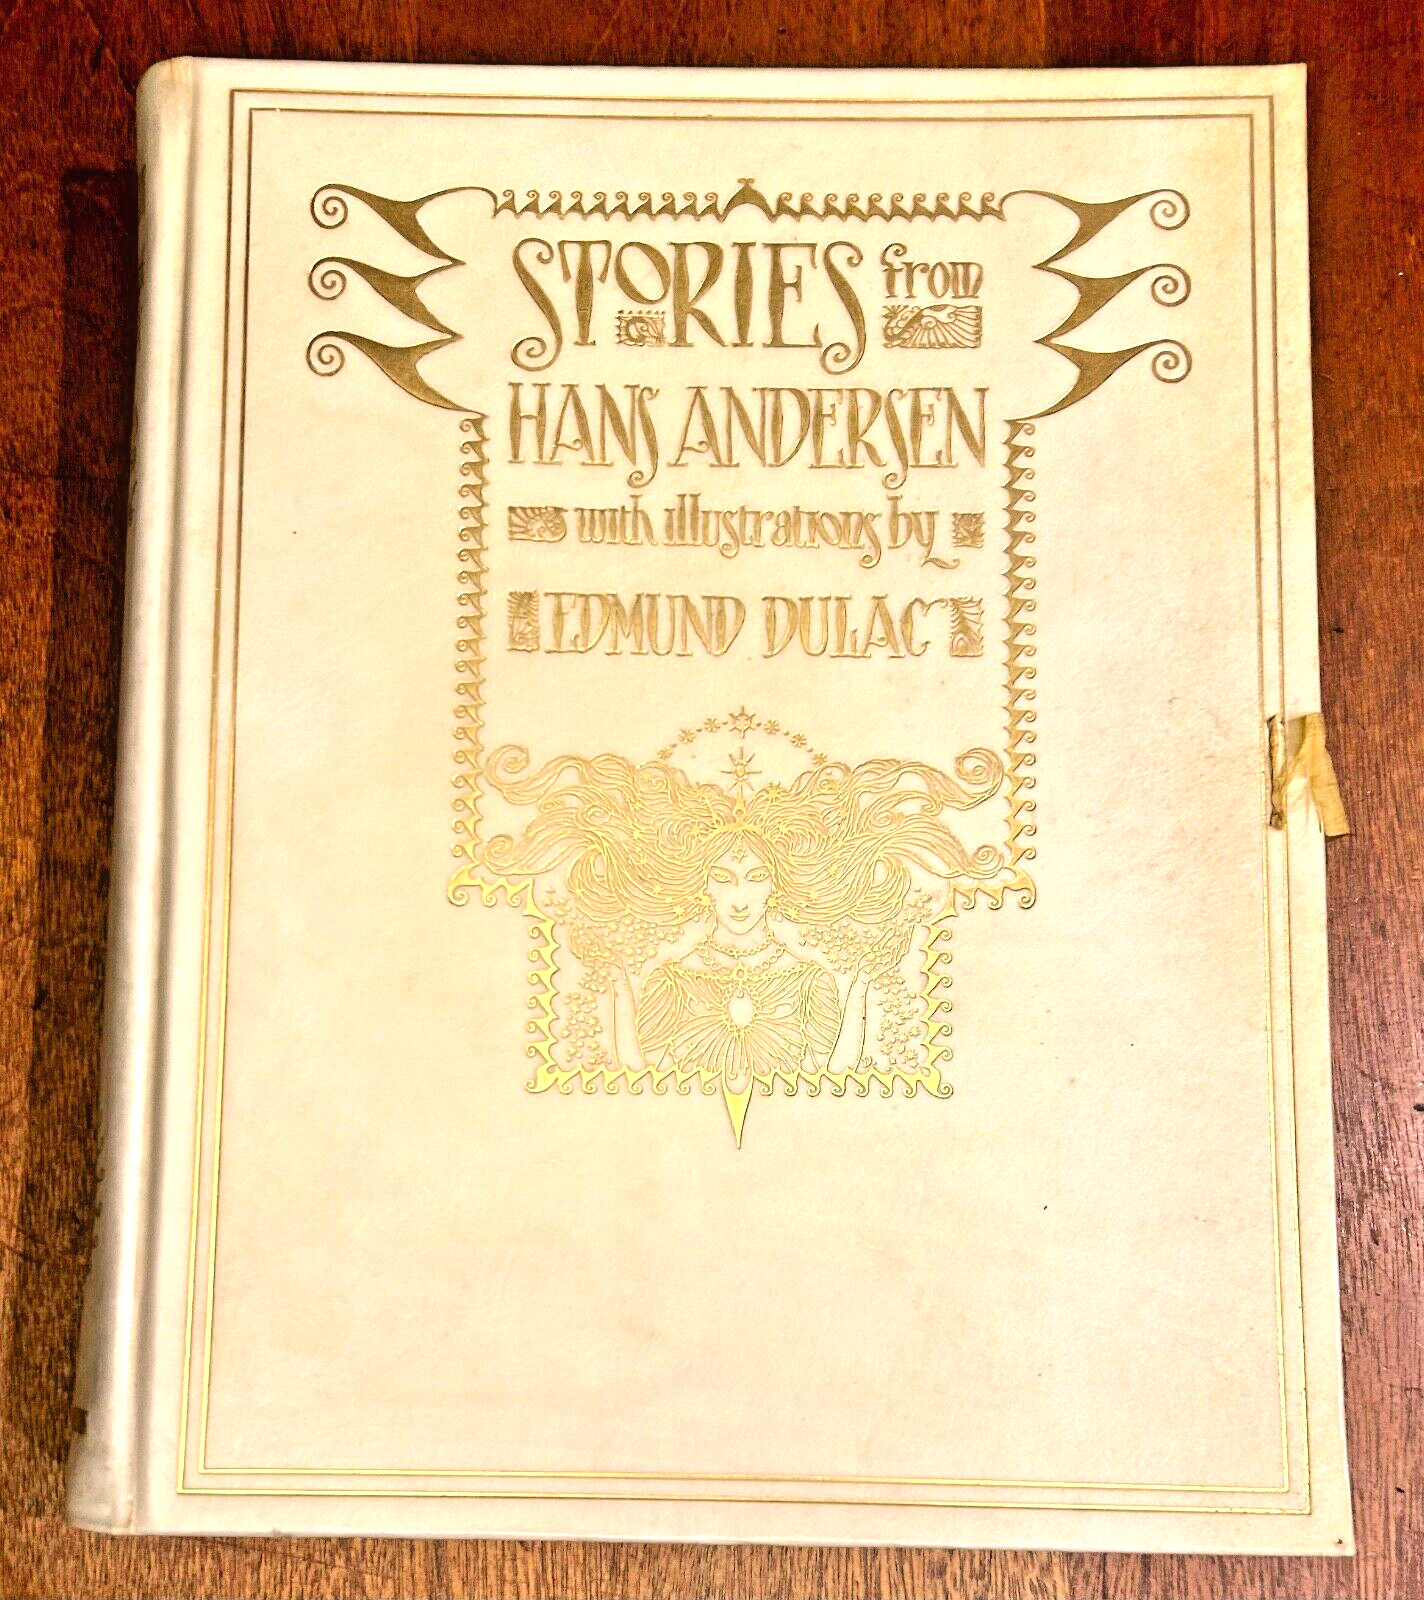 STORIES from
HANS ANDERSEN
with illustrations by
EDMUND DULAC